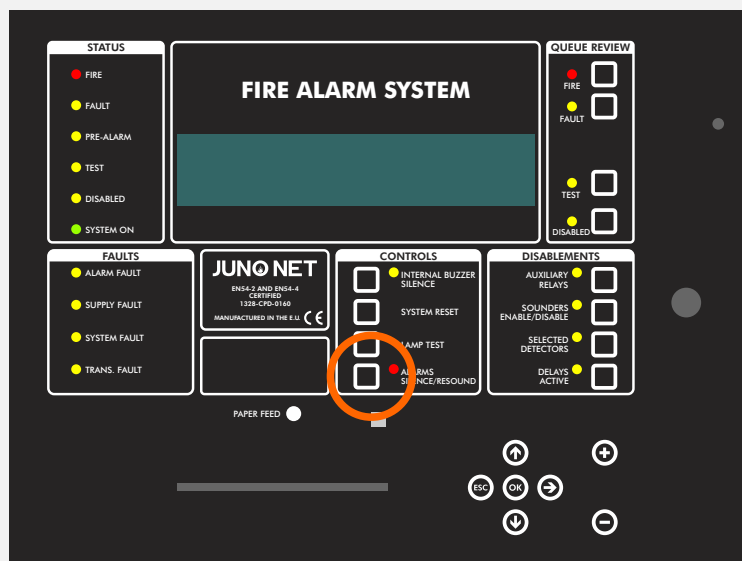 STATUS
FIRE
FAULT
PRE-ALARM
TEST
DISABLED
SYSTEM ON
FIRE ALARM SYSTEM
QUEUE REVIEW
FIRE
FAULT
TEST
DISABLED
FAULTS
ALARM FAULT
SUPPLY FAULT
SYSTEM FAULT
TRANS. FAULT
JUNO NET
EN54-2 AND EN54-4
CERTIFIED
1328-CPD-0160
MANUFACTURED IN THE E.U. CE
CONTROLS
INTERNAL BUZZER
SILENCE
SYSTEM RESET
LAMP TEST
ALARMS
SILENCE/RESOUND
DISABLEMENTS
AUXILIARY
RELAYS
SOUNDERS
ENABLE/DISABLE
SELECTED
DETECTORS
DELAYS
ACTIVE
PAPER FEED
ESC
OK